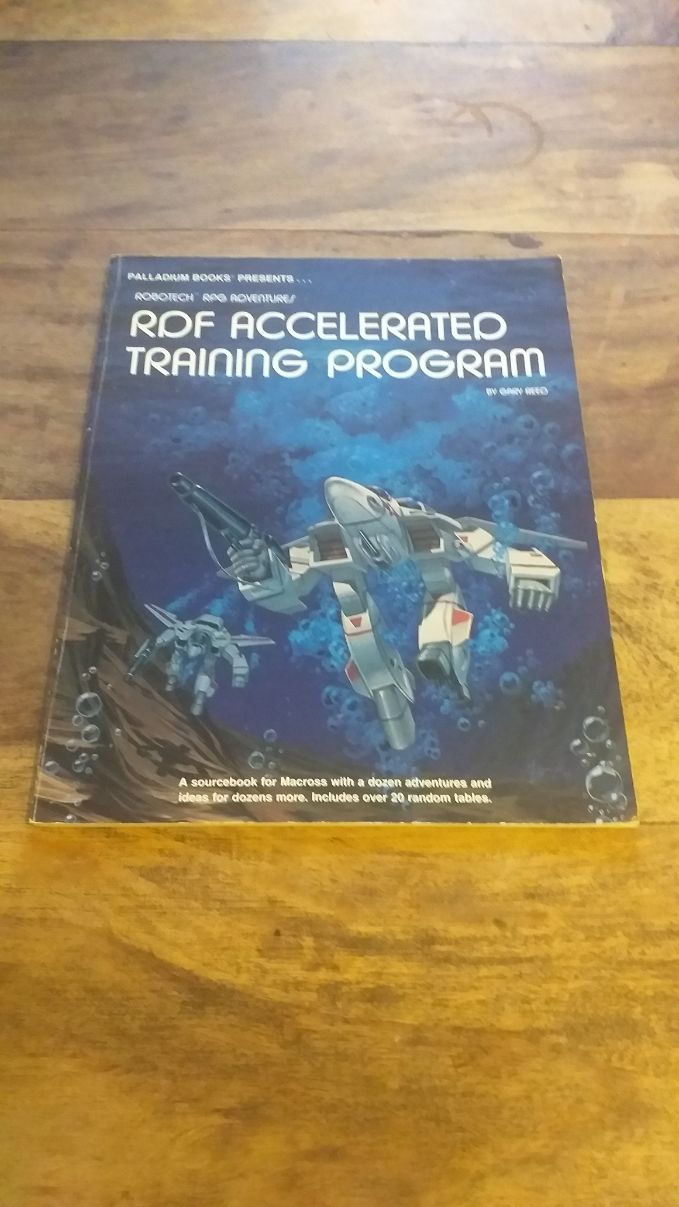 PALLADIUM BOOKS™ PRESENTS . . .
ROBOTECH™ RPG ADVENTURES
RDF ACCELERATED
TRAINING PROGRAM
BY GARY REED
A sourcebook for Macross with a dozen adventures and
ideas for dozens more. Includes over 20 random tables.